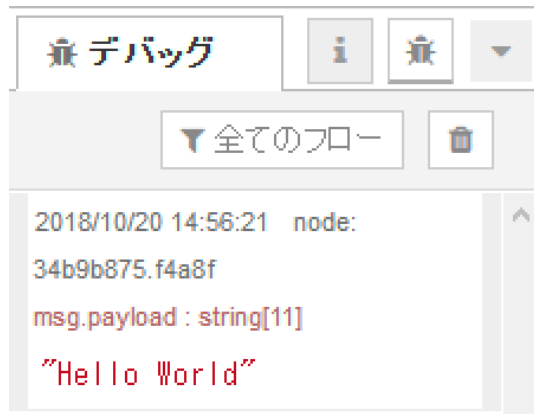 デバッグ
i
全てのフロー
2018/10/20 14:56:21 node:
34b9b875.f4a8f
msg.payload : string[11]
"Hello World"